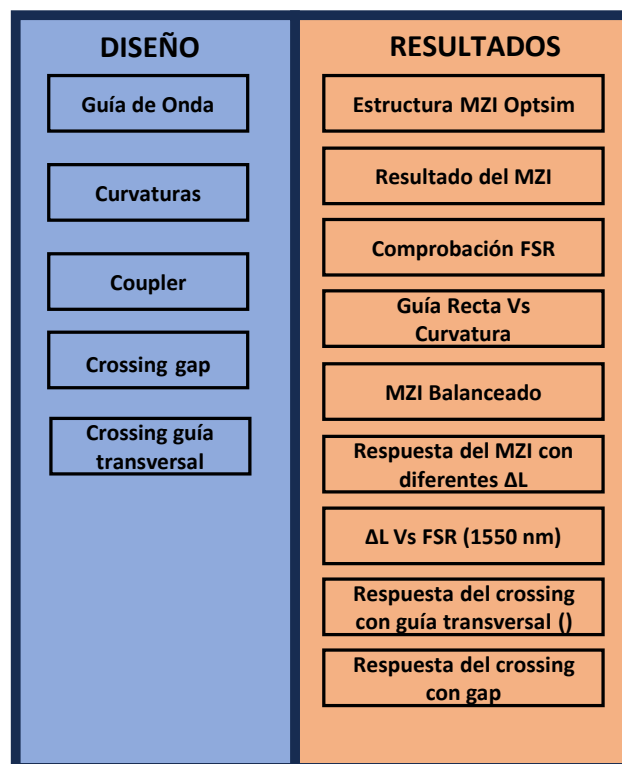 DISEÑO
Guía de Onda
Curvaturas
Coupler
Crossing gap
Crossing guía
transversal
RESULTADOS
Estructura MZI Optsim
Resultado del MZI
Comprobación FSR
Guía Recta Vs
Curvatura
MZI Balanceado
Respuesta del MZI con
diferentes ΔL
ΔL Vs FSR (1550 nm)
Respuesta del crossing
con guía transversal ()
Respuesta del crossing
con gap